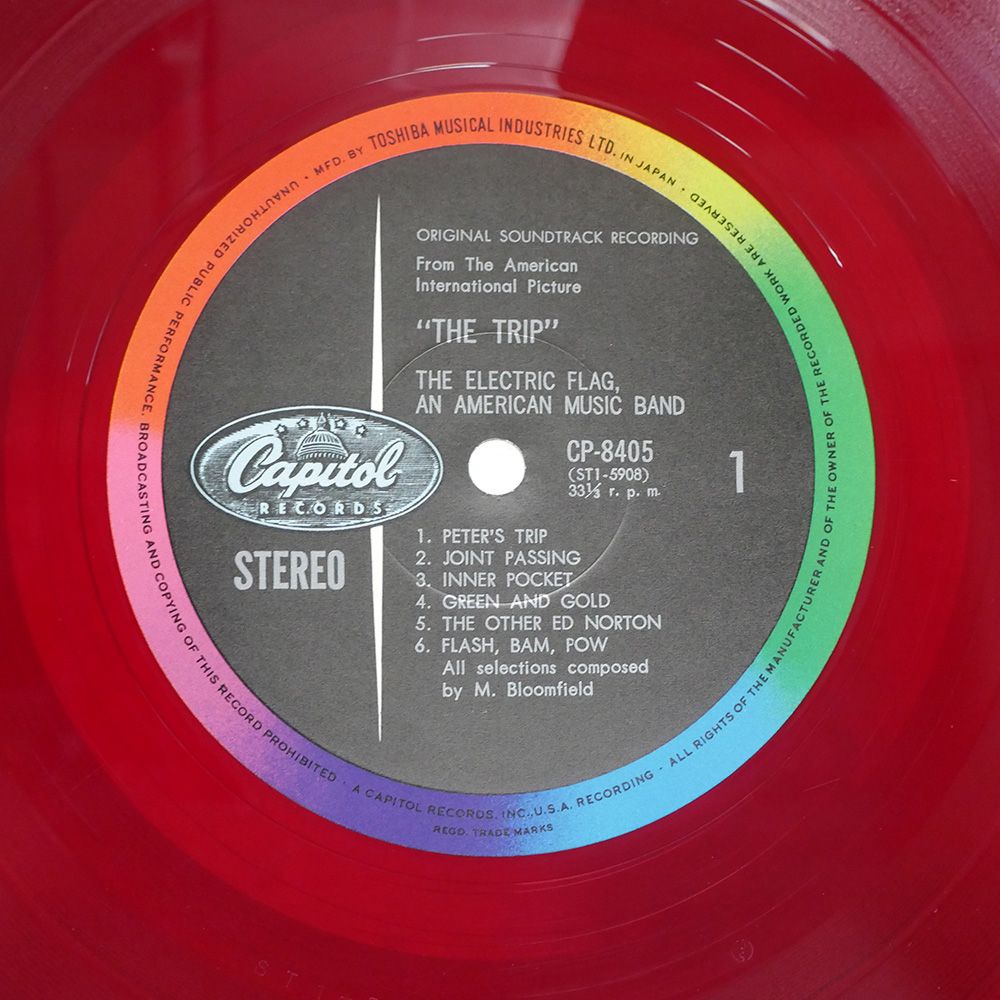 MFD. BY TOSHIBA MUSICAL INDUSTRIES LTD. IN JAPAN · ALL RIGHTS OF THE MANUFACTURER AND OF THE OWNER OF THE RECORDED WORK ARE RESERVED
UNAUTHORIZED PUBLIC PERFORMANCE, BROADCASTING AND COPYING OF THIS RECORD PROHIBITED · A CAPITOL RECORDS, INC., U.S.A. RECORDING ·
REGD. TRADE MARKS
ORIGINAL SOUNDTRACK RECORDING
From The American
International Picture
"THE TRIP"
THE ELECTRIC FLAG,
AN AMERICAN MUSIC BAND
Capitol
RECORDS
STEREO
CP-8405
(ST1-5908)
33⅓ r. p. m.
1
1. PETER'S TRIP
2. JOINT PASSING
3. INNER POCKET
4. GREEN AND GOLD
5. THE OTHER ED NORTON
6. FLASH, BAM, POW
All selections composed
by M. Bloomfield